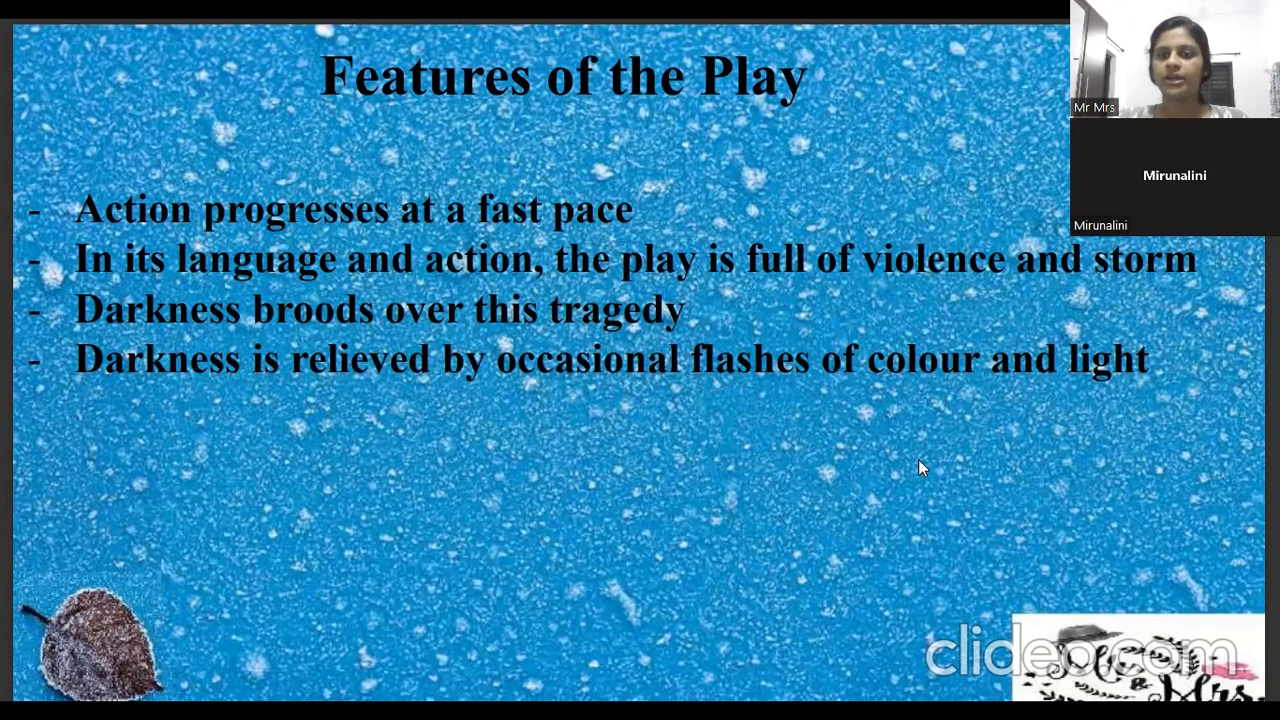 Features of the Play
Mr Mrs
Mirunalini
Mirunalini
- Action progresses at a fast pace
- In its language and action, the play is full of violence and storm
- Darkness broods over this tragedy
- Darkness is relieved by occasional flashes of colour and light
clideo.com
& Mrs